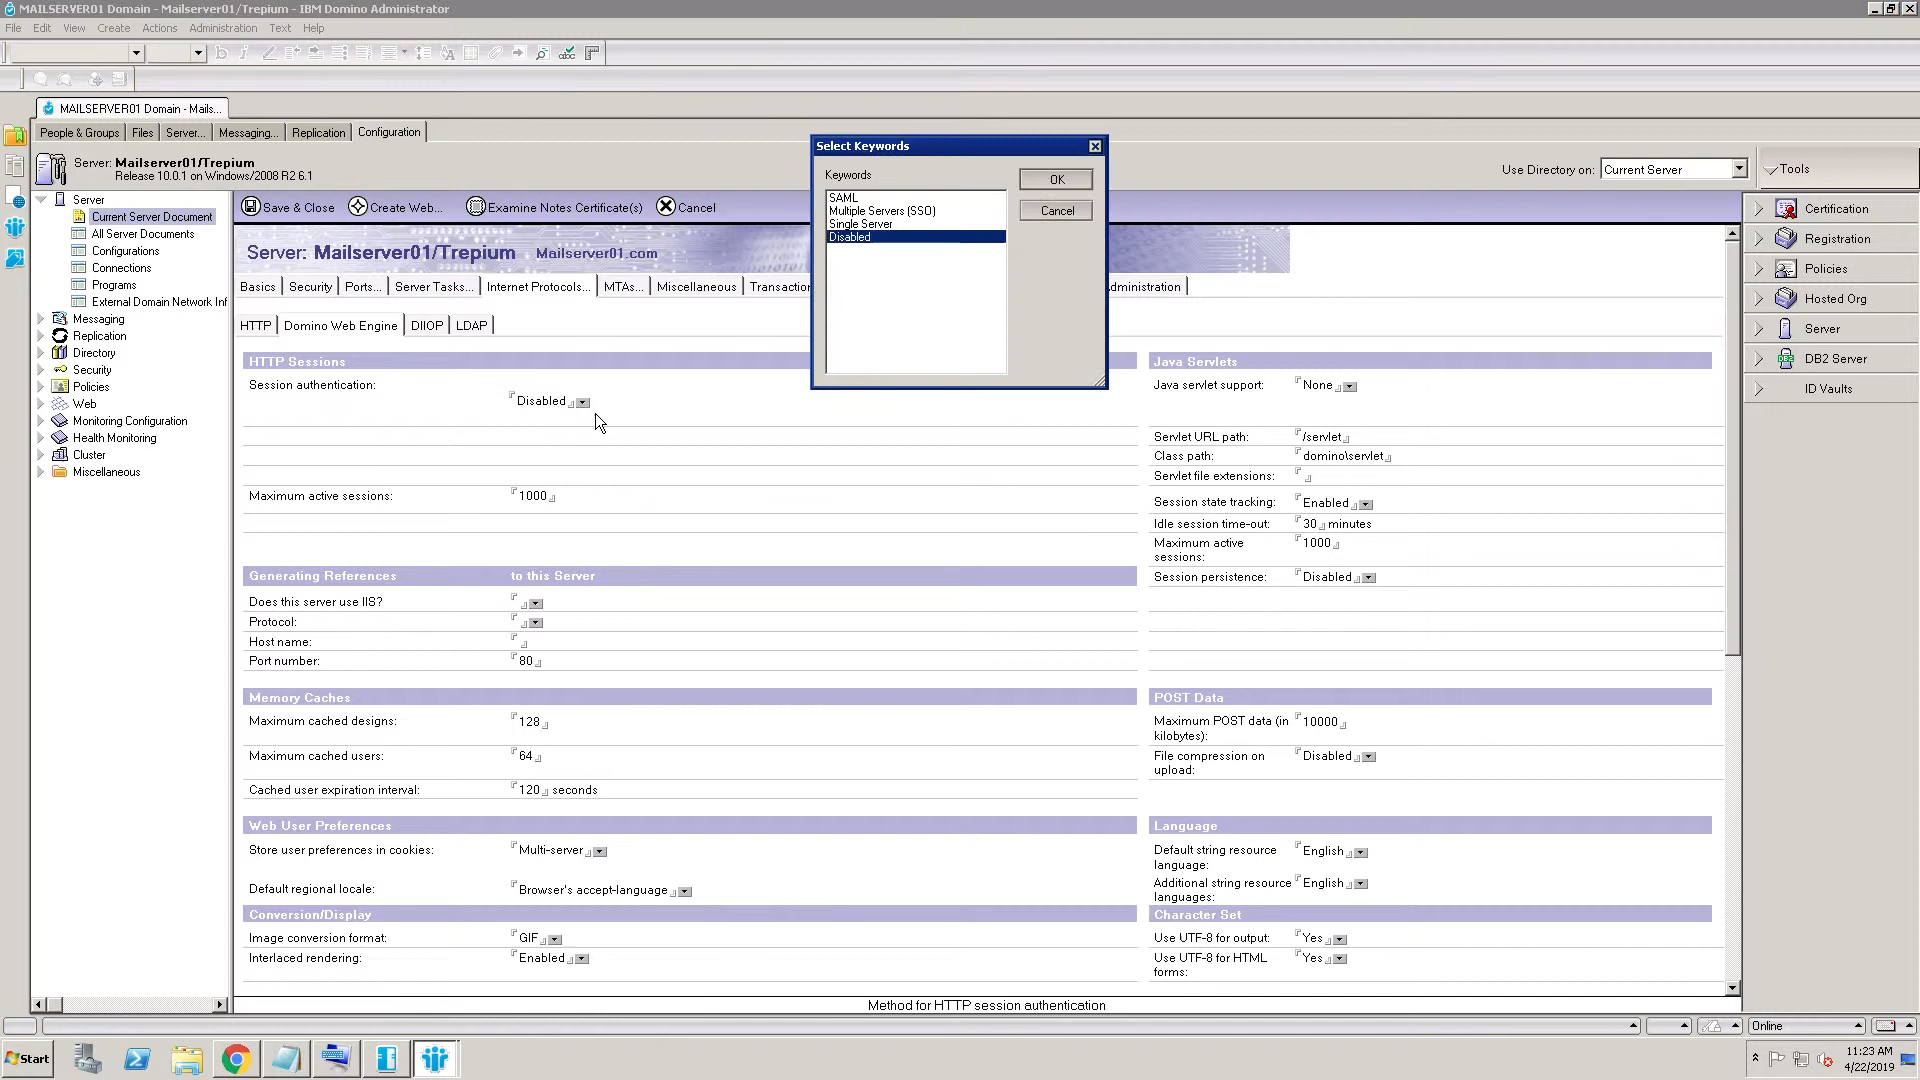 MAILSERVER01 Domain - Mailserver01/Trepium - IBM Domino Administrator
File Edit View Create Actions Administration Text Help
MAILSERVER01 Domain - Mails...
People & Groups Files Server... Messaging... Replication Configuration
Server: Mailserver01/Trepium
Release 10.0.1 on Windows/2008 R2 6.1
Use Directory on: Current Server
Tools
Server
Current Server Document
All Server Documents
Configurations
Connections
Programs
External Domain Network Inf
Messaging
Replication
Directory
Security
Policies
Web
Monitoring Configuration
Health Monitoring
Cluster
Miscellaneous
Save & Close Create Web... Examine Notes Certificate(s) Cancel
Server: Mailserver01/Trepium Mailserver01.com
Basics Security Ports... Server Tasks... Internet Protocols... MTAs... Miscellaneous Transaction dministration
HTTP Domino Web Engine DIIOP LDAP
Select Keywords
Keywords
SAML
Multiple Servers (SSO)
Single Server
Disabled
OK
Cancel
HTTP Sessions
Session authentication:
Disabled
Maximum active sessions: 1000
Generating References to this Server
Does this server use IIS?
Protocol:
Host name:
Port number: 80
Memory Caches
Maximum cached designs: 128
Maximum cached users: 64
Cached user expiration interval: 120 seconds
Web User Preferences
Store user preferences in cookies: Multi-server
Default regional locale: Browser's accept-language
Conversion/Display
Image conversion format: GIF
Interlaced rendering: Enabled
Java Servlets
Java servlet support: None
Servlet URL path: /servlet
Class path: domino\servlet
Servlet file extensions:
Session state tracking: Enabled
Idle session time-out: 30 minutes
Maximum active
sessions: 1000
Session persistence: Disabled
POST Data
Maximum POST data (in
kilobytes): 10000
File compression on
upload: Disabled
Language
Default string resource
language: English
Additional string resource
languages: English
Character Set
Use UTF-8 for output: Yes
Use UTF-8 for HTML
forms: Yes
Certification
Registration
Policies
Hosted Org
Server
DB2 Server
ID Vaults
Method for HTTP session authentication
Online
Start
11:23 AM
4/22/2019